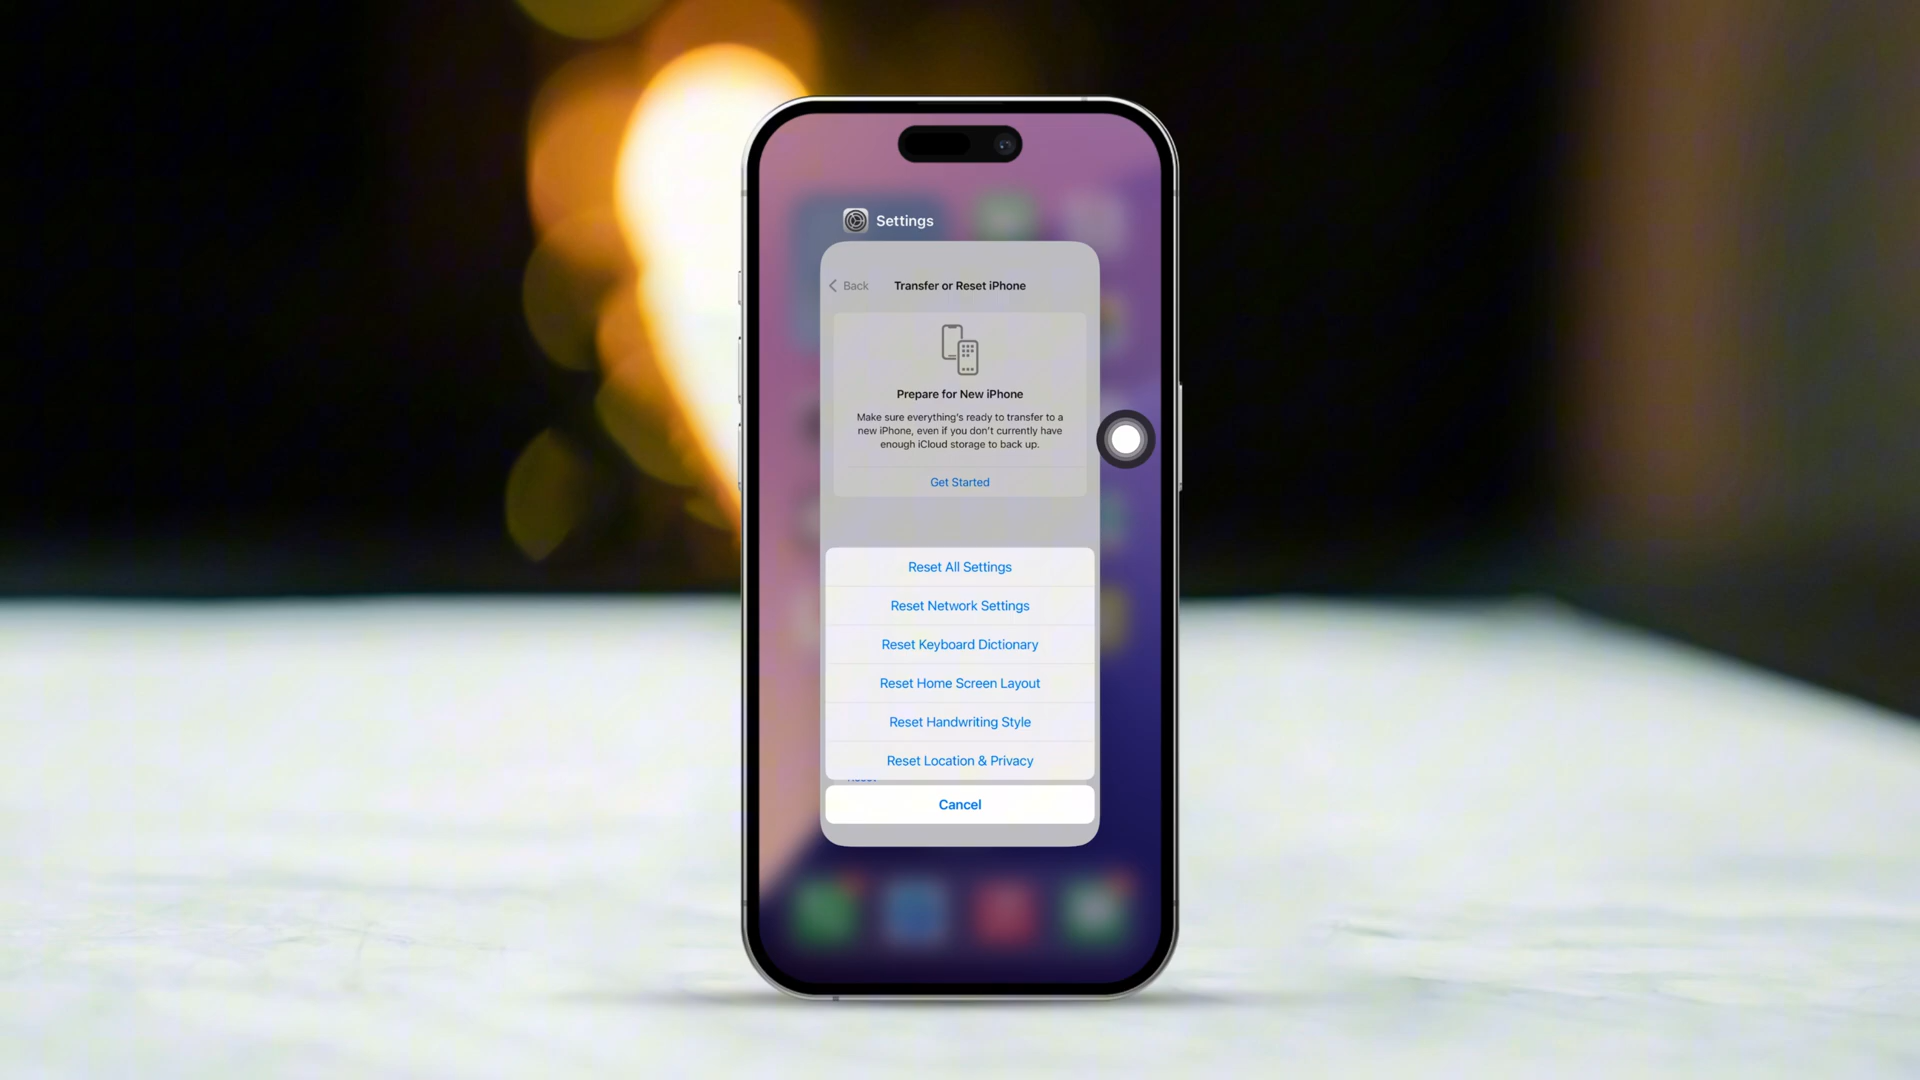 Settings
Back
Transfer or Reset iPhone
Prepare for New iPhone
Make sure everything's ready to transfer to a
new iPhone, even if you don't currently have
enough iCloud storage to back up.
Get Started
Reset All Settings
Reset Network Settings
Reset Keyboard Dictionary
Reset Home Screen Layout
Reset Handwriting Style
Reset Location & Privacy
Cancel